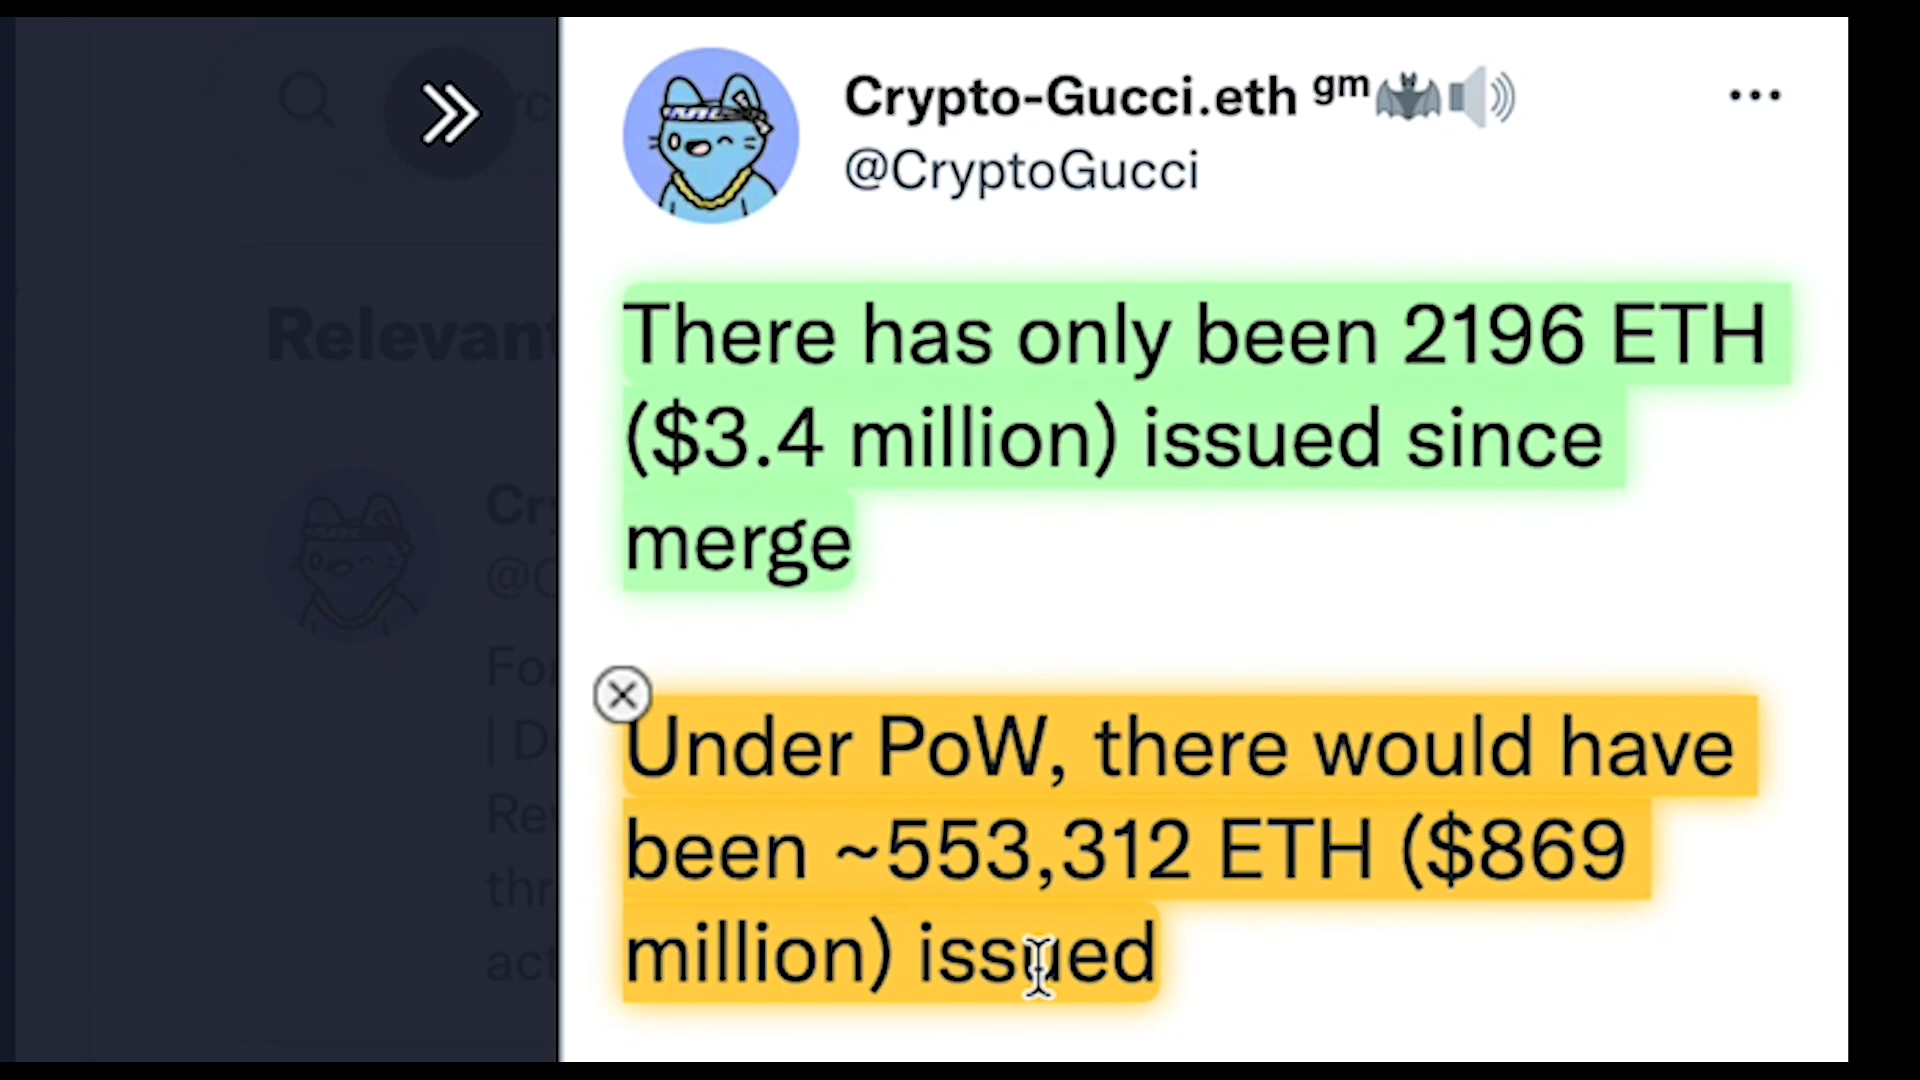 Crypto-Gucci.eth gm
@CryptoGucci
There has only been 2196 ETH
($3.4 million) issued since
merge
Under PoW, there would have
been ~553,312 ETH ($869
million) issued
Relevant